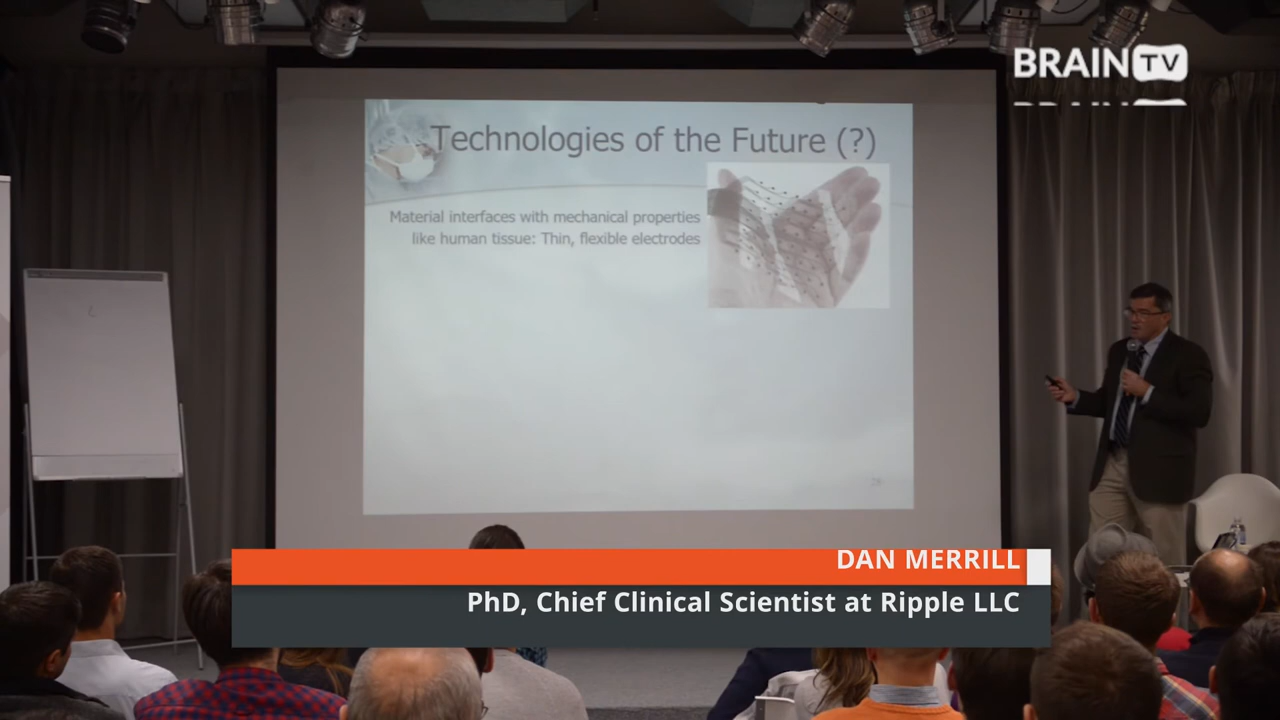 BRAIN TV
Technologies of the Future (?)
Material interfaces with mechanical properties
like human tissue: Thin, flexible electrodes
DAN MERRILL
PhD, Chief Clinical Scientist at Ripple LLC